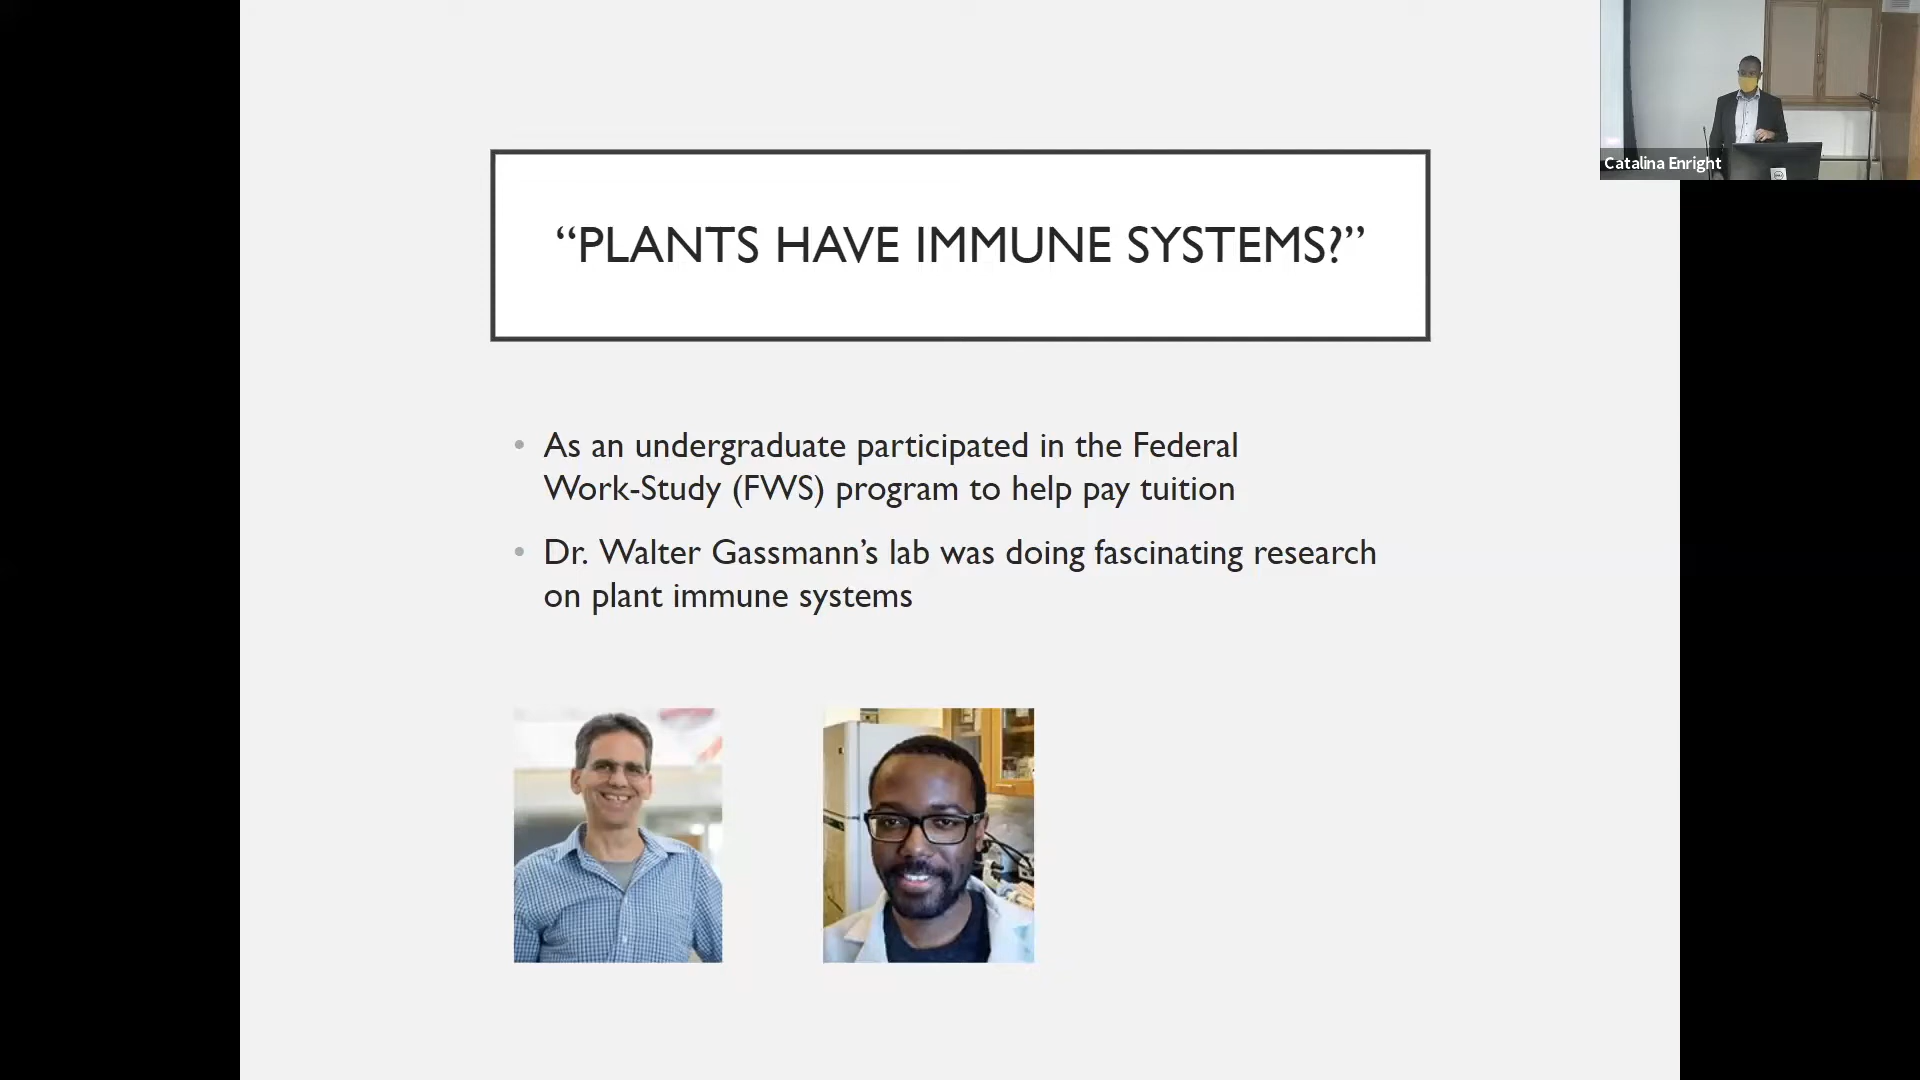 “PLANTS HAVE IMMUNE SYSTEMS?”
• As an undergraduate participated in the Federal
Work-Study (FWS) program to help pay tuition
• Dr. Walter Gassmann’s lab was doing fascinating research
on plant immune systems
Catalina Enright